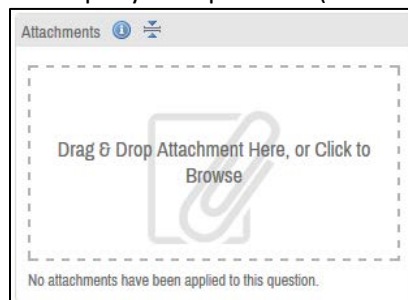 Attachments
Drag & Drop Attachment Here, or Click to
Browse
No attachments have been applied to this question.